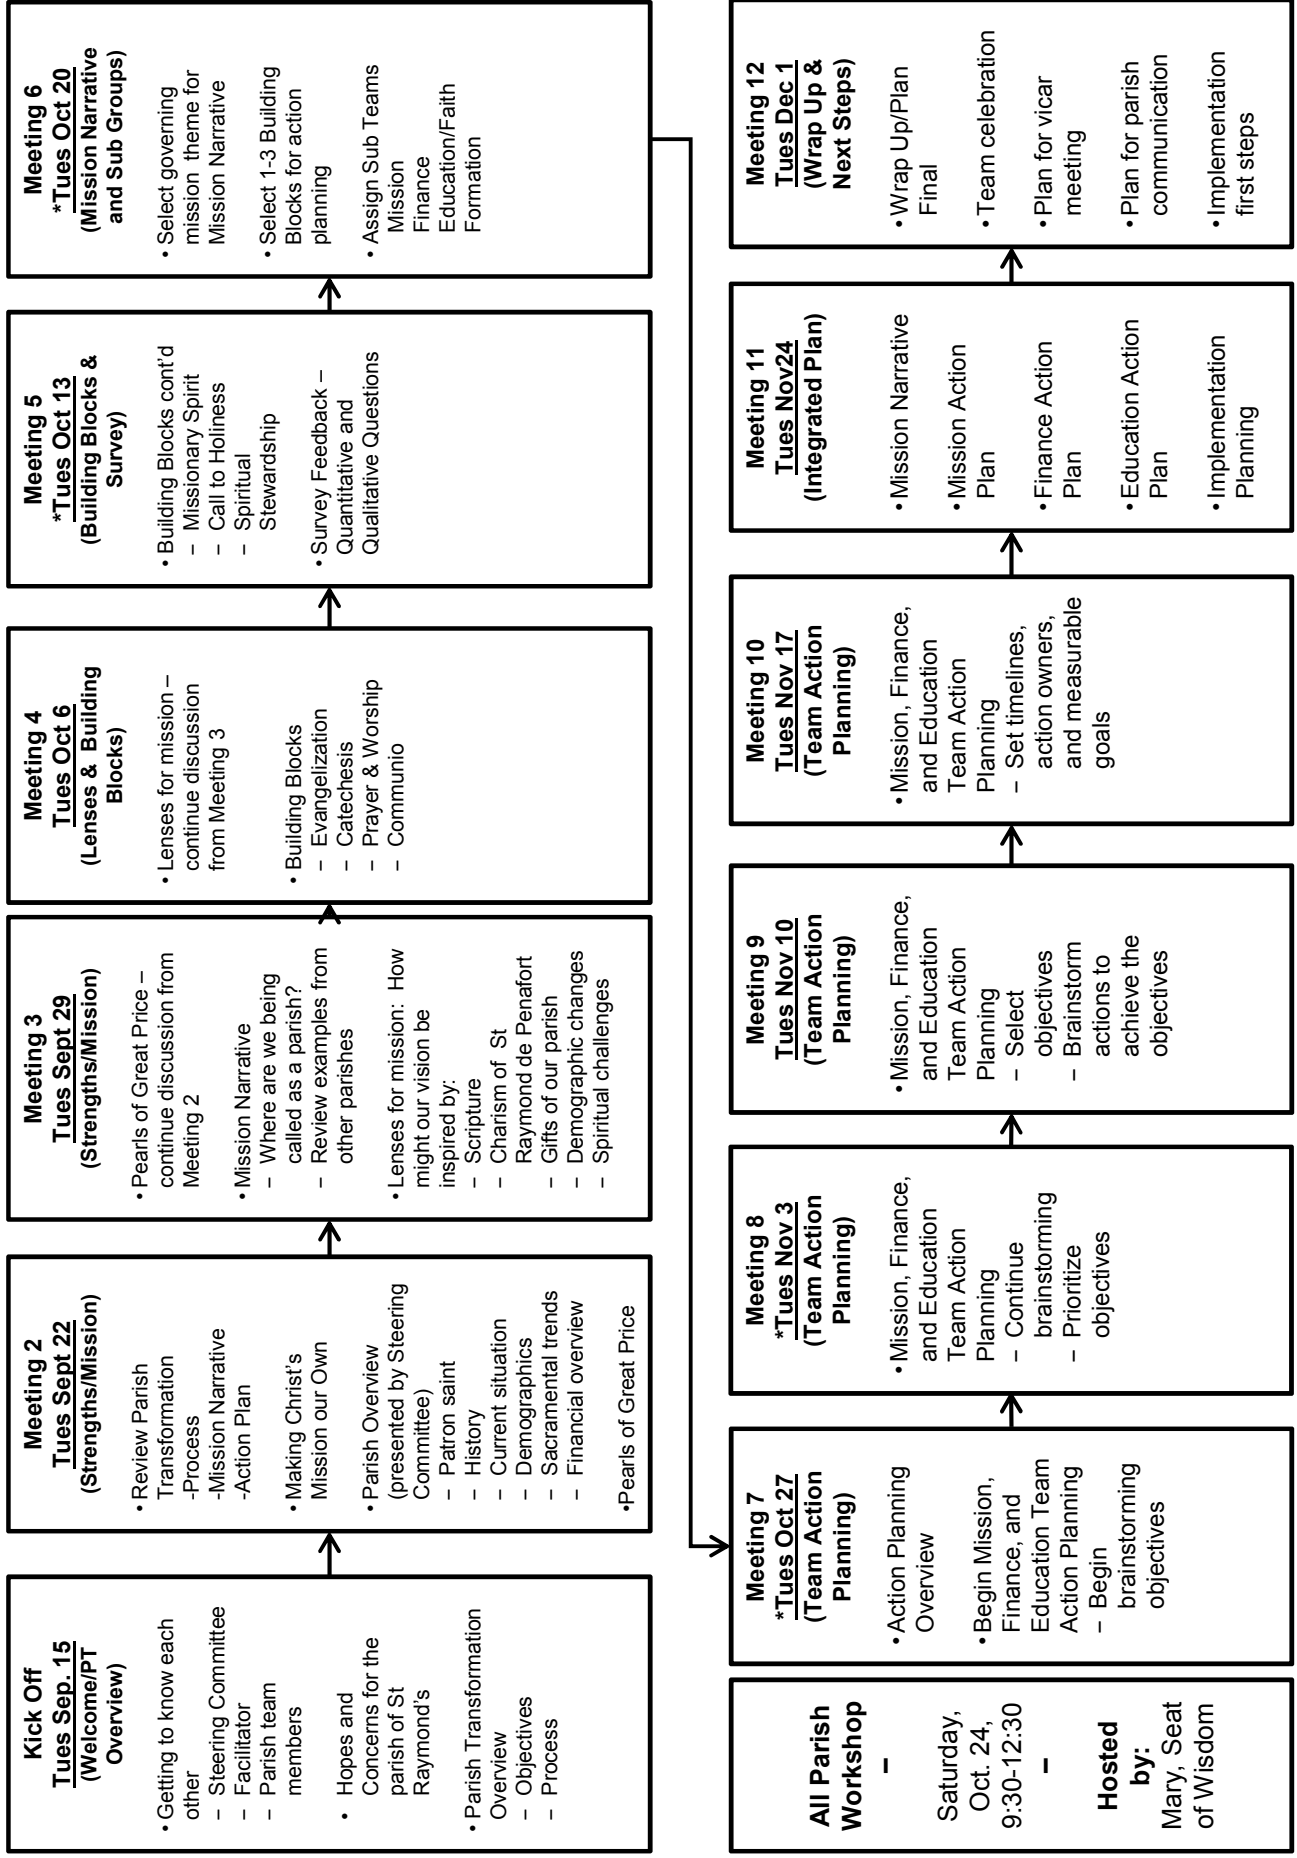 Kick Off
Tues Sep. 15
(Welcome/PT
Overview)
• Getting to know each
other
– Steering Committee
– Facilitator
– Parish team
members
• Hopes and
Concerns for the
parish of St
Raymond's
• Parish Transformation
Overview
– Objectives
– Process
Meeting 2
Tues Sept 22
(Strengths/Mission)
• Review Parish
Transformation
-Process
-Mission Narrative
-Action Plan
• Making Christ's
Mission our Own
• Parish Overview
(presented by Steering
Committee)
– Patron saint
– History
– Current situation
– Demographics
– Sacramental trends
– Financial overview
•Pearls of Great Price
Meeting 3
Tues Sept 29
(Strengths/Mission)
• Pearls of Great Price –
continue discussion from
Meeting 2
• Mission Narrative
– Where are we being
called as a parish?
– Review examples from
other parishes
• Lenses for mission: How
might our vision be
inspired by:
– Scripture
– Charism of St
Raymond de Penafort
– Gifts of our parish
– Demographic changes
– Spiritual challenges
Meeting 4
Tues Oct 6
(Lenses & Building
Blocks)
• Lenses for mission –
continue discussion
from Meeting 3
• Building Blocks
– Evangelization
– Catechesis
– Prayer & Worship
– Communio
Meeting 5
*Tues Oct 13
(Building Blocks &
Survey)
• Building Blocks cont'd
– Missionary Spirit
– Call to Holiness
– Spiritual
Stewardship
• Survey Feedback –
Quantitative and
Qualitative Questions
Meeting 6
*Tues Oct 20
(Mission Narrative
and Sub Groups)
• Select governing
mission theme for
Mission Narrative
• Select 1-3 Building
Blocks for action
planning
• Assign Sub Teams
Mission
Finance
Education/Faith
Formation
All Parish
Workshop
–
Saturday,
Oct. 24,
9:30-12:30
–
Hosted
by:
Mary, Seat
of Wisdom
Meeting 7
*Tues Oct 27
(Team Action
Planning)
• Action Planning
Overview
• Begin Mission,
Finance, and
Education Team
Action Planning
– Begin
brainstorming
objectives
Meeting 8
*Tues Nov 3
(Team Action
Planning)
• Mission, Finance,
and Education
Team Action
Planning
– Continue
brainstorming
– Prioritize
objectives
Meeting 9
Tues Nov 10
(Team Action
Planning)
• Mission, Finance,
and Education
Team Action
Planning
– Select
objectives
– Brainstorm
actions to
achieve the
objectives
Meeting 10
Tues Nov 17
(Team Action
Planning)
• Mission, Finance,
and Education
Team Action
Planning
– Set timelines,
action owners,
and measurable
goals
Meeting 11
Tues Nov24
(Integrated Plan)
• Mission Narrative
• Mission Action
Plan
• Finance Action
Plan
• Education Action
Plan
• Implementation
Planning
Meeting 12
Tues Dec 1
(Wrap Up &
Next Steps)
• Wrap Up/Plan
Final
• Team celebration
• Plan for vicar
meeting
• Plan for parish
communication
• Implementation
first steps